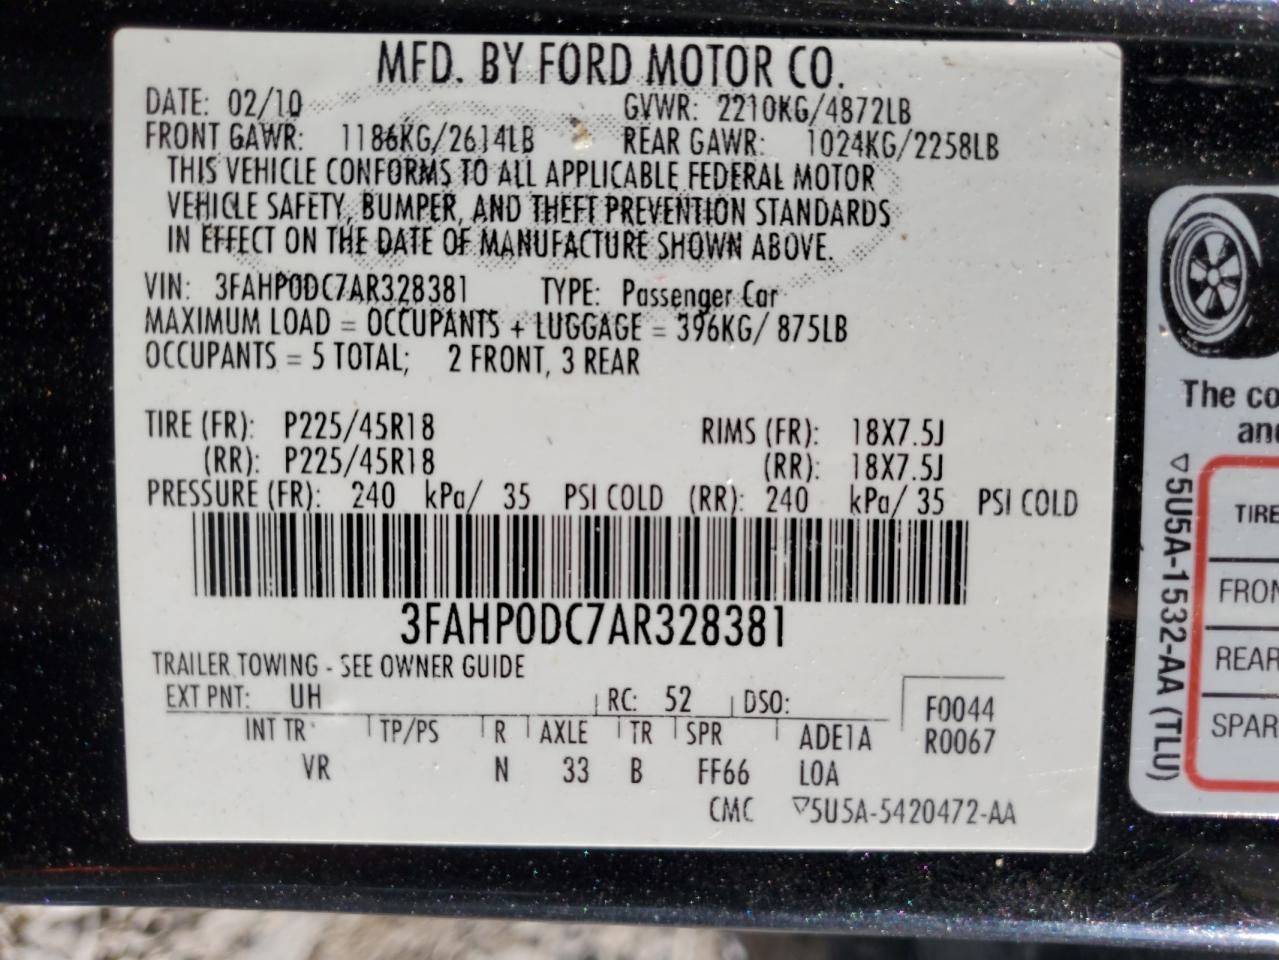 MFD. BY FORD MOTOR CO.
DATE: 02/10 GVWR: 2210KG/4872LB
FRONT GAWR: 1186KG/2614LB REAR GAWR: 1024KG/2258LB
THIS VEHICLE CONFORMS TO ALL APPLICABLE FEDERAL MOTOR
VEHICLE SAFETY, BUMPER, AND THEFT PREVENTION STANDARDS
IN EFFECT ON THE DATE OF MANUFACTURE SHOWN ABOVE.
VIN: 3FAHP0DC7AR328381 TYPE: Passenger Car
MAXIMUM LOAD = OCCUPANTS + LUGGAGE = 396KG/ 875LB
OCCUPANTS = 5 TOTAL; 2 FRONT, 3 REAR
TIRE (FR): P225/45R18 RIMS (FR): 18X7.5J
(RR): P225/45R18 (RR): 18X7.5J
PRESSURE (FR): 240 kPa/ 35 PSI COLD (RR): 240 kPa/ 35 PSI COLD
3FAHP0DC7AR328381
TRAILER TOWING - SEE OWNER GUIDE
EXT PNT: UH RC: 52 DSO:
F0044
R0067
INT TR TP/PS R AXLE TR SPR ADE1A
VR N 33 B FF66 LOA
CMC ▽5U5A-5420472-AA
The co
and
▽5U5A-15332-AA (TLU)
TIRE
FRON
REAR
SPAR